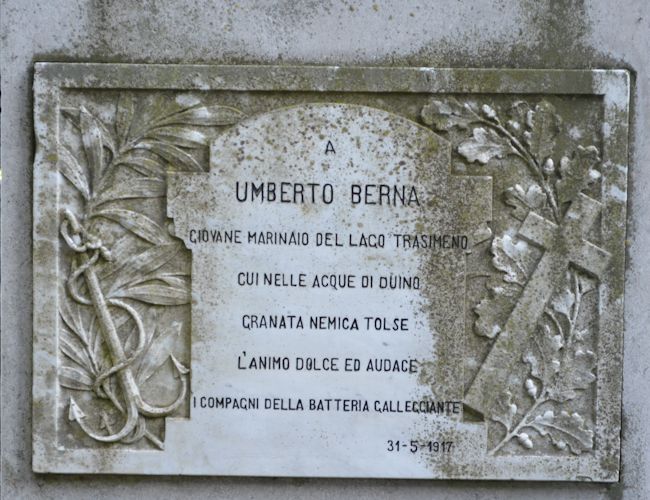 A
UMBERTO BERNA
GIOVANE MARINAIO DEL LAGO TRASIMENO
CUI NELLE ACQUE DI DUINO
GRANATA NEMICA TOLSE
L'ANIMO DOLCE ED AUDACE
I COMPAGNI DELLA BATTERIA GALLEGGIANTE
31-5-1917